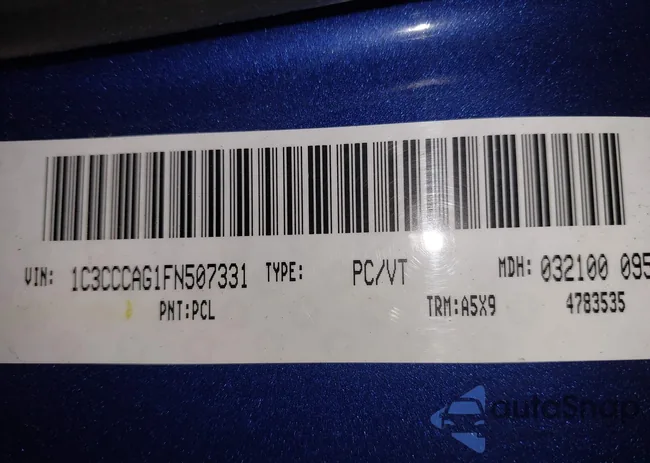 VIN: 1C3CCCAG1FN507331 TYPE: PC/VT MDH: 032100 095
PNT:PCL TRM:A5X9 4783535
autoSnap